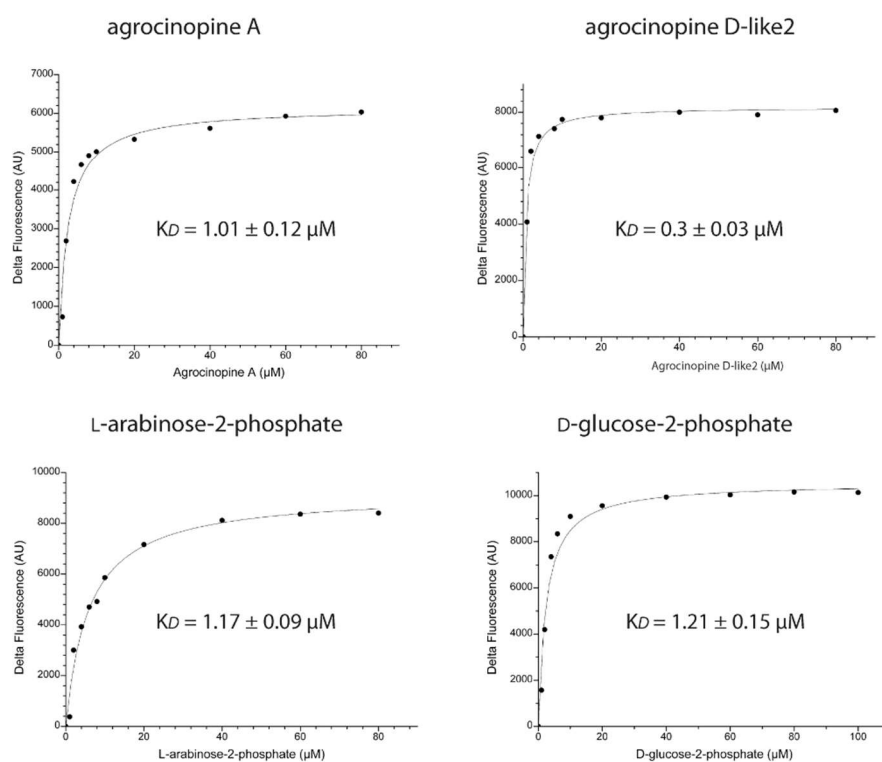 agrocinopine A
7000
6000
5000
4000
3000
2000
1000
0
0
20
40
60
80
Delta Fluorescence (AU)
Agrocinopine A (µM)
KD = 1.01 ± 0.12 µM
agrocinopine D-like2
8000
6000
4000
2000
0
0
20
40
60
80
Delta Fluorescence (AU)
Agrocinopine D-like2 (µM)
KD = 0.3 ± 0.03 µM
L-arabinose-2-phosphate
10000
8000
6000
4000
2000
0
0
20
40
60
80
Delta Fluorescence (AU)
L-arabinose-2-phosphate (µM)
KD = 1.17 ± 0.09 µM
D-glucose-2-phosphate
10000
8000
6000
4000
2000
0
0
20
40
60
80
100
Delta Fluorescence (AU)
D-glucose-2-phosphate (µM)
KD = 1.21 ± 0.15 µM